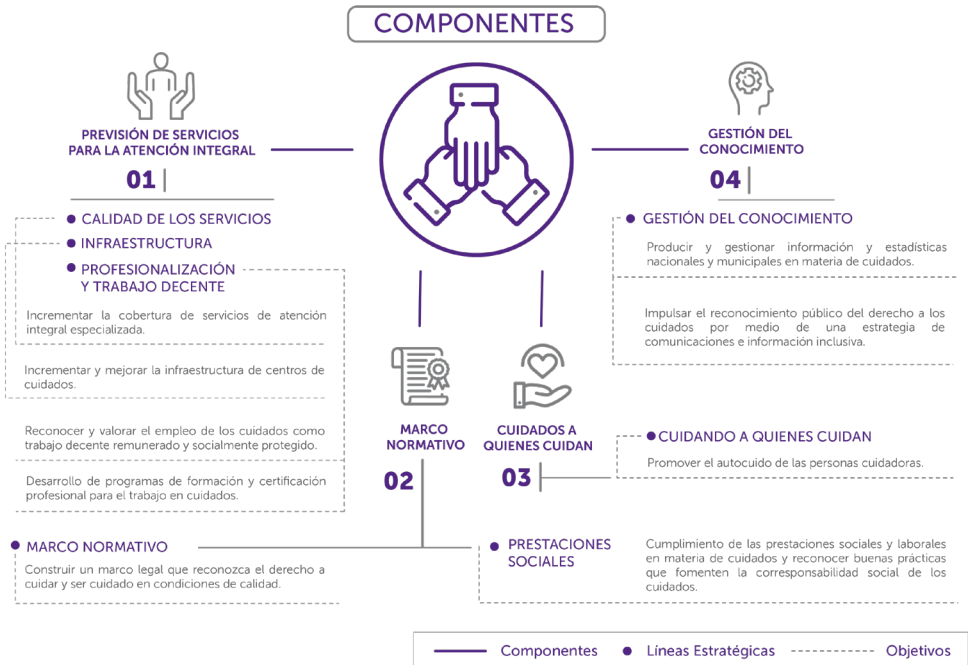 COMPONENTES
PREVISIÓN DE SERVICIOS
PARA LA ATENCIÓN INTEGRAL
01
CALIDAD DE LOS SERVICIOS
INFRAESTRUCTURA
PROFESIONALIZACIÓN
Y TRABAJO DECENTE
Incrementar la cobertura de servicios de atención
integral especializada.
Incrementar y mejorar la infraestructura de centros de
cuidados.
Reconocer y valorar el empleo de los cuidados como
trabajo decente remunerado y socialmente protegido.
Desarrollo de programas de formación y certificación
profesional para el trabajo en cuidados.
MARCO
NORMATIVO
02
MARCO NORMATIVO
Construir un marco legal que reconozca el derecho a
cuidar y ser cuidado en condiciones de calidad.
PRESTACIONES
SOCIALES
Cumplimiento de las prestaciones sociales y laborales
en materia de cuidados y reconocer buenas prácticas
que fomenten la corresponsabilidad social de los
cuidados.
CUIDADOS A
QUIENES CUIDAN
03
CUIDANDO A QUIENES CUIDAN
Promover el autocuido de las personas cuidadoras.
GESTIÓN DEL
CONOCIMIENTO
04
GESTIÓN DEL CONOCIMIENTO
Producir y gestionar información y estadísticas
nacionales y municipales en materia de cuidados.
Impulsar el reconocimiento público del derecho a los
cuidados por medio de una estrategia de
comunicaciones e información inclusiva.
Componentes
Líneas Estratégicas
Objetivos